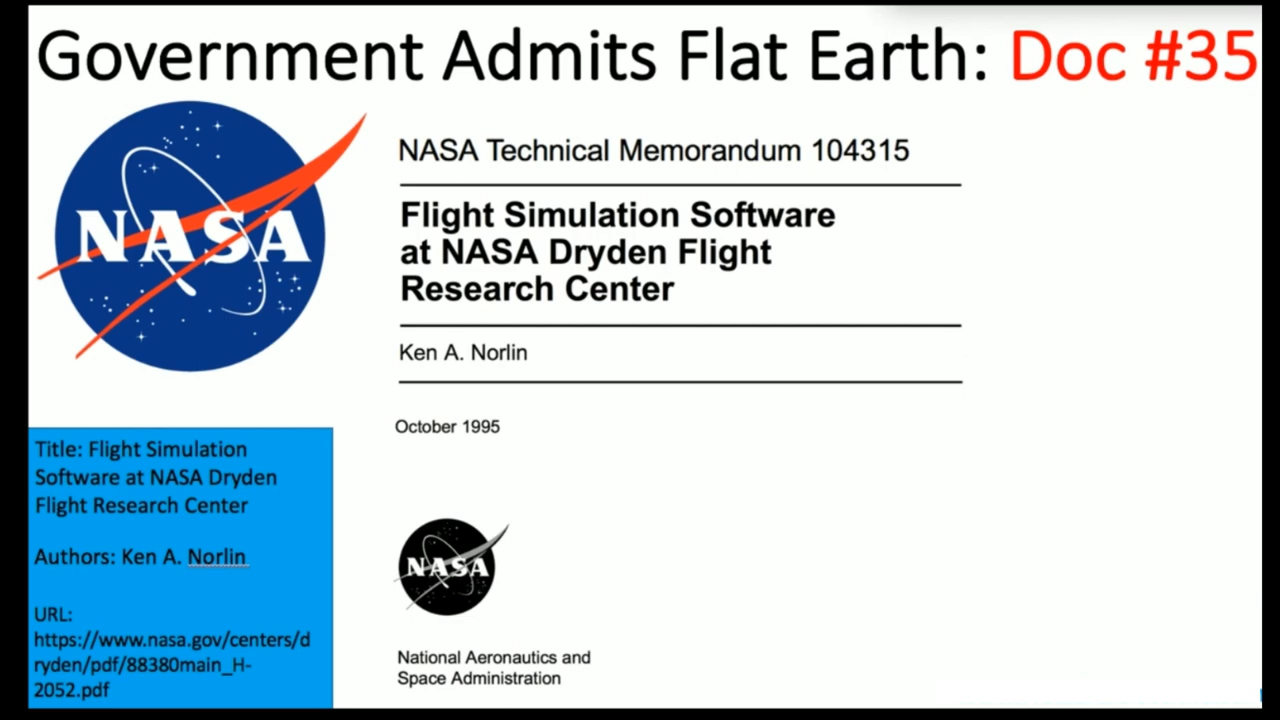 Government Admits Flat Earth: Doc #35
NASA
NASA Technical Memorandum 104315
Flight Simulation Software
at NASA Dryden Flight
Research Center
Ken A. Norlin
October 1995
NASA
National Aeronautics and
Space Administration
Title: Flight Simulation
Software at NASA Dryden
Flight Research Center
Authors: Ken A. Norlin
URL:
https://www.nasa.gov/centers/d
ryden/pdf/88380main_H-
2052.pdf